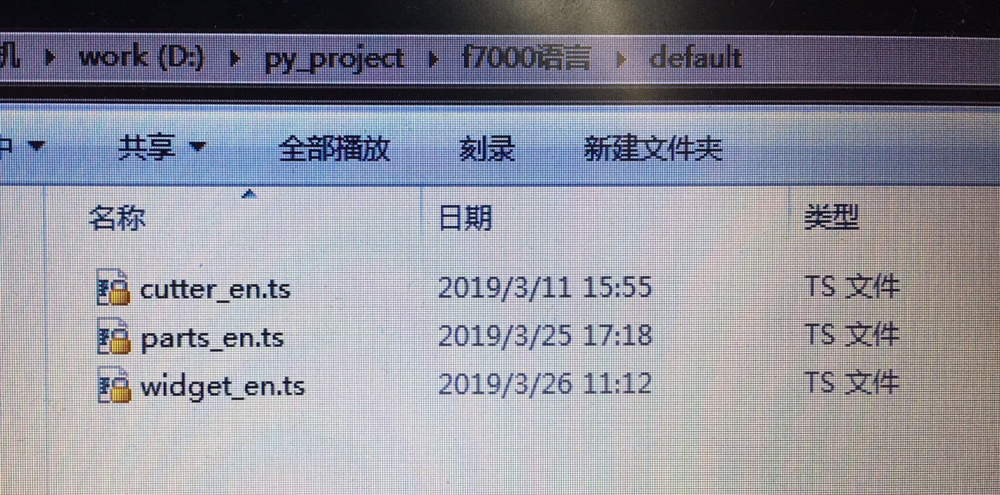 机 ▸ work (D:) ▸ py_project ▸ f7000语言 ▸ default
共享 全部播放 刻录 新建文件夹
名称 日期 类型
cutter_en.ts 2019/3/11 15:55 TS 文件
parts_en.ts 2019/3/25 17:18 TS 文件
widget_en.ts 2019/3/26 11:12 TS 文件